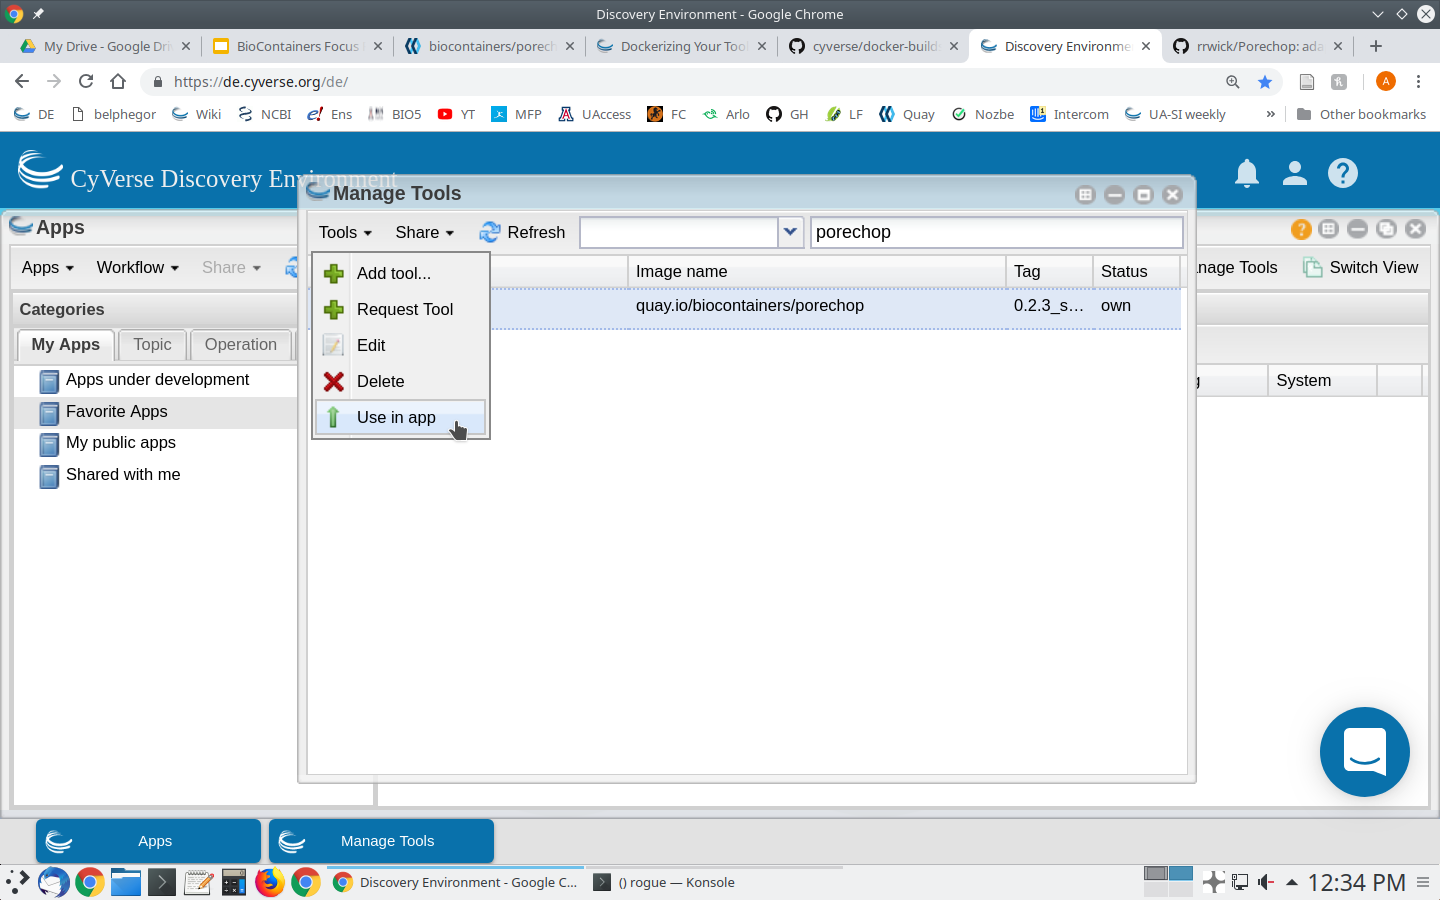 Discovery Environment - Google Chrome
My Drive - Google Dri
BioContainers Focus
biocontainers/porech
Dockerizing Your Tool
cyverse/docker-build
Discovery Environme
rrwick/Porechop: ada
https://de.cyverse.org/de/
A
DE
belphegor
Wiki
NCBI
Ens
BIO5
YT
MFP
UAccess
FC
Arlo
GH
LF
Quay
Nozbe
Intercom
UA-SI weekly
»
Other bookmarks
CyVerse Discovery Environment
Manage Tools
Apps
Tools
Share
Refresh
porechop
Apps
Workflow
Share
nage Tools
Switch View
Add tool...
Request Tool
Edit
Delete
Use in app
Image name
Tag
Status
quay.io/biocontainers/porechop
0.2.3_s...
own
Categories
My Apps
Topic
Operation
Apps under development
Favorite Apps
My public apps
Shared with me
g
System
Apps
Manage Tools
Discovery Environment - Google C...
() rogue — Konsole
12:34 PM